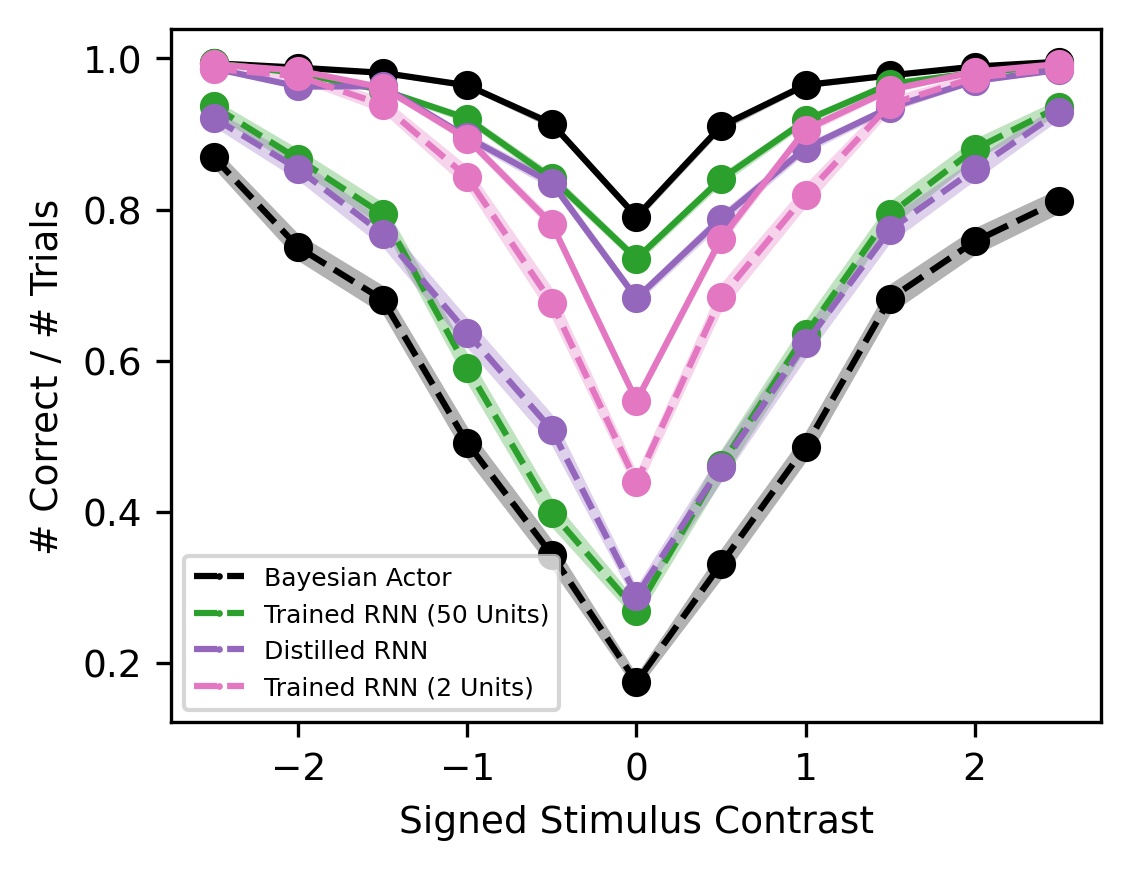 1.0
0.8
0.6
0.4
0.2
# Correct / # Trials
Bayesian Actor
Trained RNN (50 Units)
Distilled RNN
Trained RNN (2 Units)
−2
−1
0
1
2
Signed Stimulus Contrast